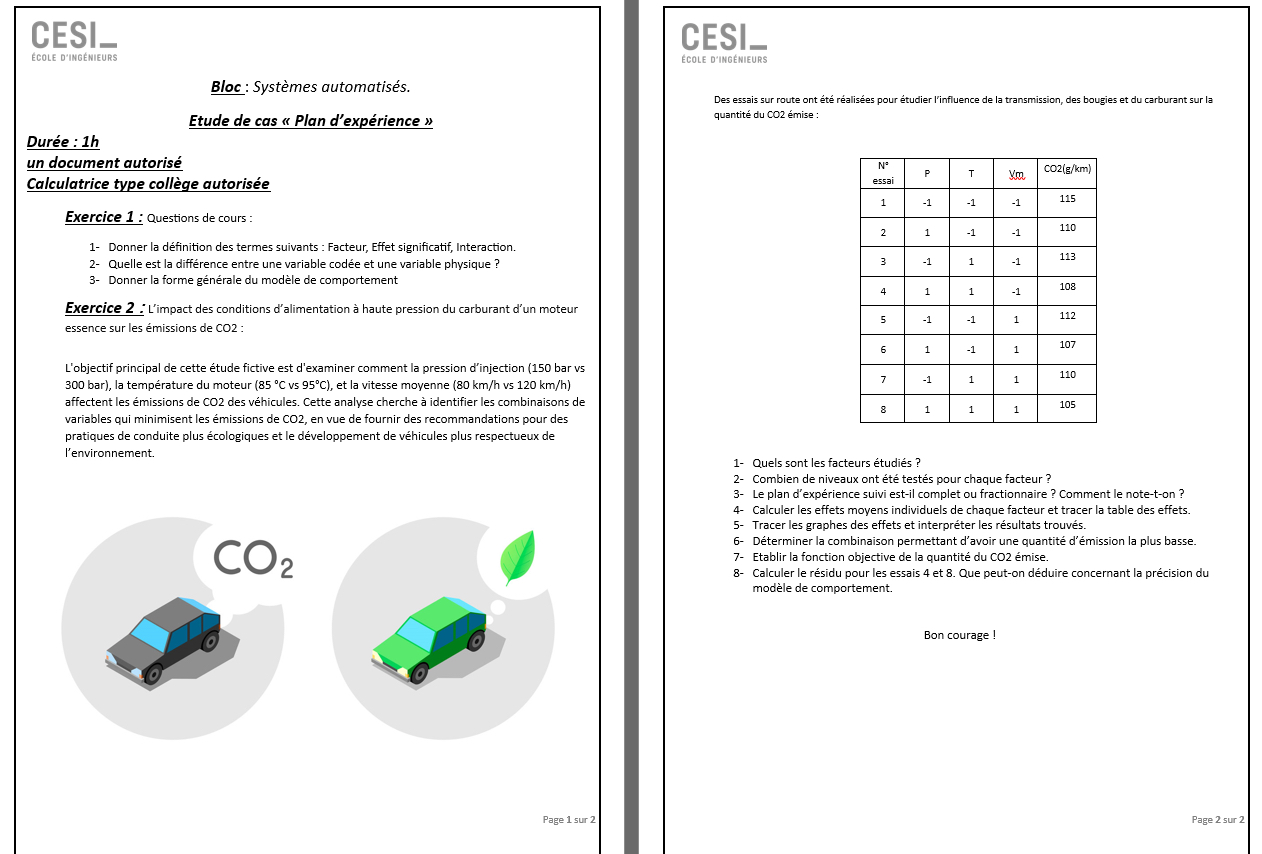 CESI_
ÉCOLE D'INGÉNIEURS
Bloc : Systèmes automatisés.
Etude de cas « Plan d'expérience »
Durée : 1h
un document autorisé
Calculatrice type collège autorisée
Exercice 1 : Questions de cours :
1- Donner la définition des termes suivants : Facteur, Effet significatif, Interaction.
2- Quelle est la différence entre une variable codée et une variable physique ?
3- Donner la forme générale du modèle de comportement
Exercice 2 : L'impact des conditions d'alimentation à haute pression du carburant d'un moteur
essence sur les émissions de CO2 :
L'objectif principal de cette étude fictive est d'examiner comment la pression d'injection (150 bar vs
300 bar), la température du moteur (85 °C vs 95°C), et la vitesse moyenne (80 km/h vs 120 km/h)
affectent les émissions de CO2 des véhicules. Cette analyse cherche à identifier les combinaisons de
variables qui minimisent les émissions de CO2, en vue de fournir des recommandations pour des
pratiques de conduite plus écologiques et le développement de véhicules plus respectueux de
l'environnement.
CO2
Page 1 sur 2
CESI_
ÉCOLE D'INGÉNIEURS
Des essais sur route ont été réalisées pour étudier l'influence de la transmission, des bougies et du carburant sur la
quantité du CO2 émise :
N° essai P T Vm CO2(g/km)
1 -1 -1 -1 115
2 1 -1 -1 110
3 -1 1 -1 113
4 1 1 -1 108
5 -1 -1 1 112
6 1 -1 1 107
7 -1 1 1 110
8 1 1 1 105
1- Quels sont les facteurs étudiés ?
2- Combien de niveaux ont été testés pour chaque facteur ?
3- Le plan d'expérience suivi est-il complet ou fractionnaire ? Comment le note-t-on ?
4- Calculer les effets moyens individuels de chaque facteur et tracer la table des effets.
5- Tracer les graphes des effets et interpréter les résultats trouvés.
6- Déterminer la combinaison permettant d'avoir une quantité d'émission la plus basse.
7- Etablir la fonction objective de la quantité du CO2 émise.
8- Calculer le résidu pour les essais 4 et 8. Que peut-on déduire concernant la précision du
modèle de comportement.
Bon courage !
Page 2 sur 2